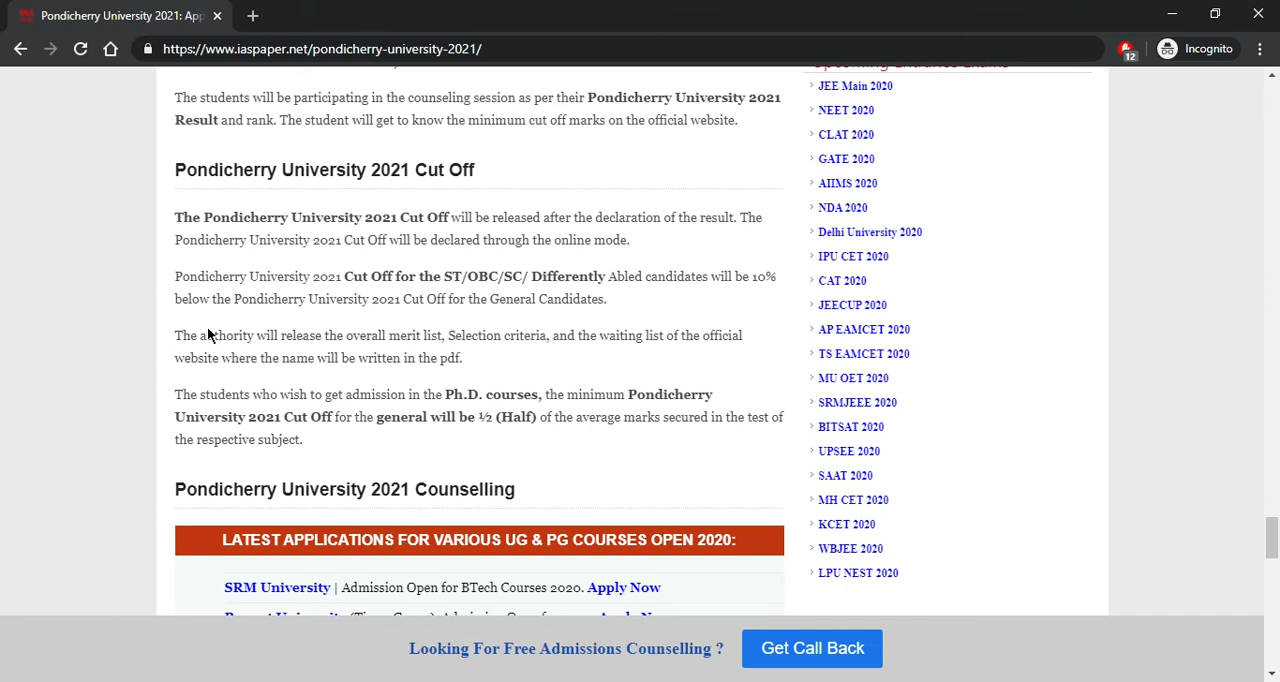 Pondicherry University 2021: App
https://www.iaspaper.net/pondicherry-university-2021/
12
Incognito
The students will be participating in the counseling session as per their Pondicherry University 2021
Result and rank. The student will get to know the minimum cut off marks on the official website.
Pondicherry University 2021 Cut Off
The Pondicherry University 2021 Cut Off will be released after the declaration of the result. The
Pondicherry University 2021 Cut Off will be declared through the online mode.
Pondicherry University 2021 Cut Off for the ST/OBC/SC/ Differently Abled candidates will be 10%
below the Pondicherry University 2021 Cut Off for the General Candidates.
The authority will release the overall merit list, Selection criteria, and the waiting list of the official
website where the name will be written in the pdf.
The students who wish to get admission in the Ph.D. courses, the minimum Pondicherry
University 2021 Cut Off for the general will be ½ (Half) of the average marks secured in the test of
the respective subject.
Pondicherry University 2021 Counselling
LATEST APPLICATIONS FOR VARIOUS UG & PG COURSES OPEN 2020:
SRM University | Admission Open for BTech Courses 2020. Apply Now
Upcoming Entrance Exams
JEE Main 2020
NEET 2020
CLAT 2020
GATE 2020
AIIMS 2020
NDA 2020
Delhi University 2020
IPU CET 2020
CAT 2020
JEECUP 2020
AP EAMCET 2020
TS EAMCET 2020
MU OET 2020
SRMJEEE 2020
BITSAT 2020
UPSEE 2020
SAAT 2020
MH CET 2020
KCET 2020
WBJEE 2020
LPU NEST 2020
Looking For Free Admissions Counselling ?
Get Call Back